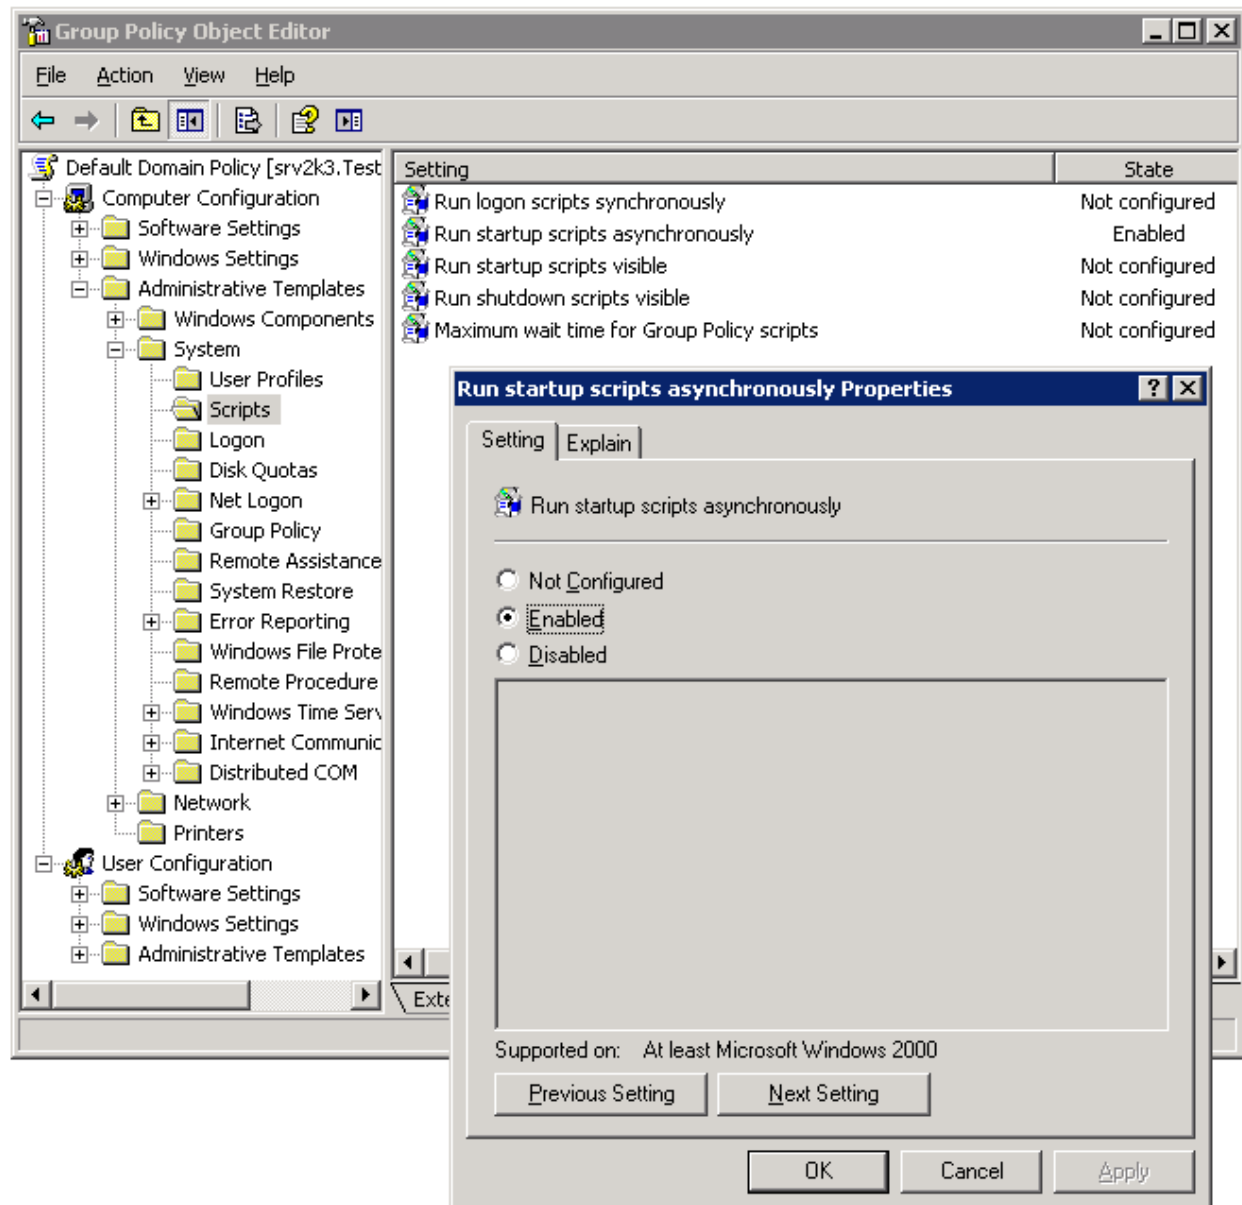 Group Policy Object Editor
File Action View Help
Default Domain Policy [srv2k3.Test
Computer Configuration
Software Settings
Windows Settings
Administrative Templates
Windows Components
System
User Profiles
Scripts
Logon
Disk Quotas
Net Logon
Group Policy
Remote Assistance
System Restore
Error Reporting
Windows File Prote
Remote Procedure
Windows Time Serv
Internet Communic
Distributed COM
Network
Printers
User Configuration
Software Settings
Windows Settings
Administrative Templates
Setting State
Run logon scripts synchronously Not configured
Run startup scripts asynchronously Enabled
Run startup scripts visible Not configured
Run shutdown scripts visible Not configured
Maximum wait time for Group Policy scripts Not configured
Exte
Run startup scripts asynchronously Properties
Setting Explain
Run startup scripts asynchronously
Not Configured
Enabled
Disabled
Supported on: At least Microsoft Windows 2000
Previous Setting Next Setting
OK Cancel Apply